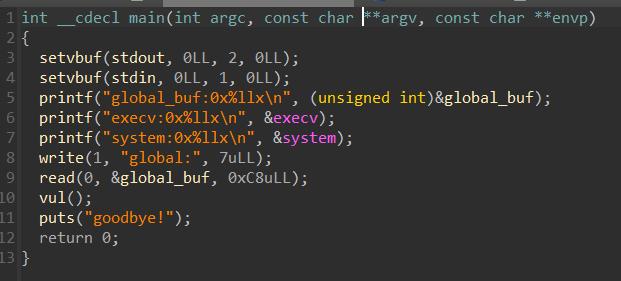 1 int __cdecl main(int argc, const char **argv, const char **envp)
2 {
3 setvbuf(stdout, 0LL, 2, 0LL);
4 setvbuf(stdin, 0LL, 1, 0LL);
5 printf("global_buf:0x%llx\n", (unsigned int)&global_buf);
6 printf("execv:0x%llx\n", &execv);
7 printf("system:0x%llx\n", &system);
8 write(1, "global:", 7uLL);
9 read(0, &global_buf, 0xC8uLL);
10 vul();
11 puts("goodbye!");
12 return 0;
13 }